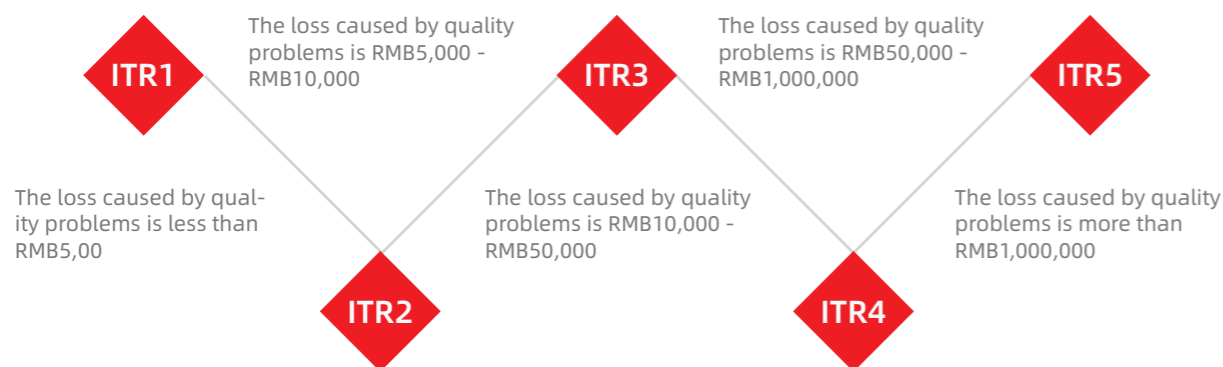 ITR1
The loss caused by qual-
ity problems is less than
RMB5,00
The loss caused by quality
problems is RMB5,000 -
RMB10,000
ITR2
ITR3
The loss caused by quality
problems is RMB10,000 -
RMB50,000
The loss caused by quality
problems is RMB50,000 -
RMB1,000,000
ITR4
ITR5
The loss caused by quality
problems is more than
RMB1,000,000